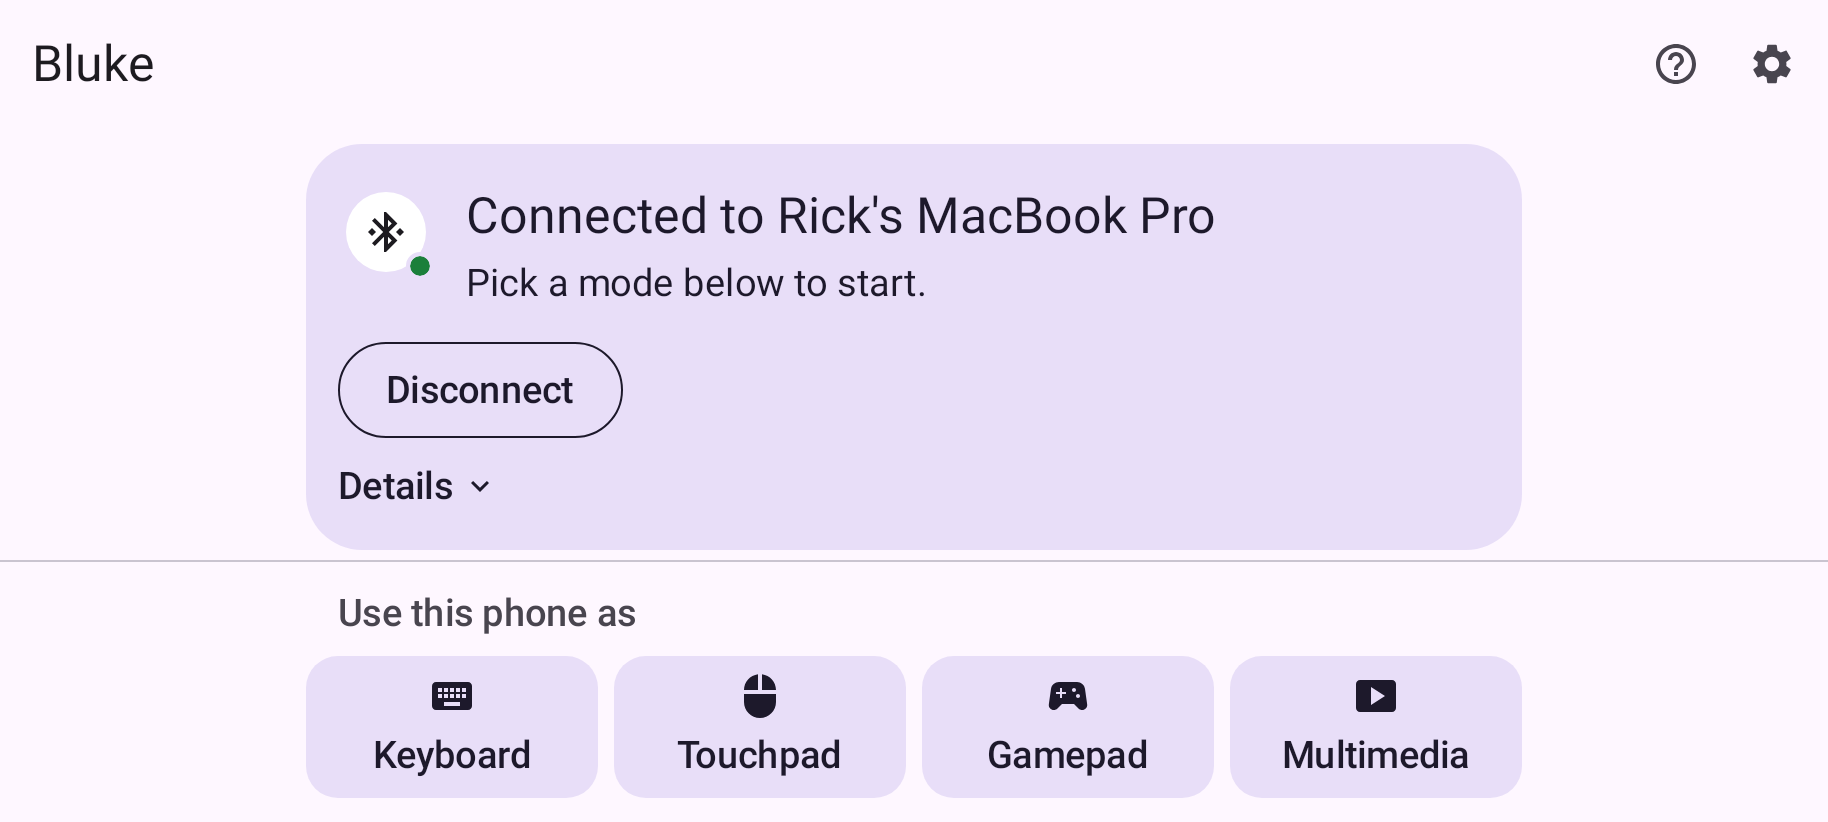 Bluke
Connected to Rick's MacBook Pro
Pick a mode below to start.
Disconnect
Details
Use this phone as
Keyboard
Touchpad
Gamepad
Multimedia